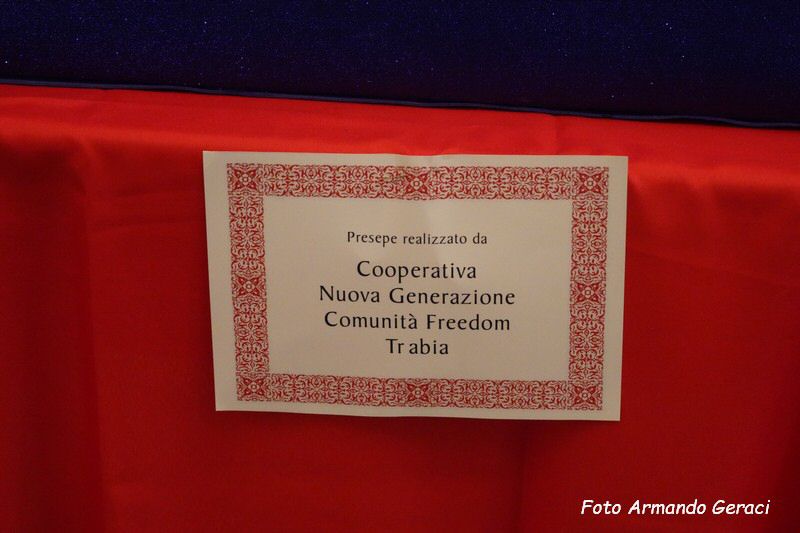 Presepe realizzato da
Cooperativa
Nuova Generazione
Comunità Freedom
Trabia
Foto Armando Geraci